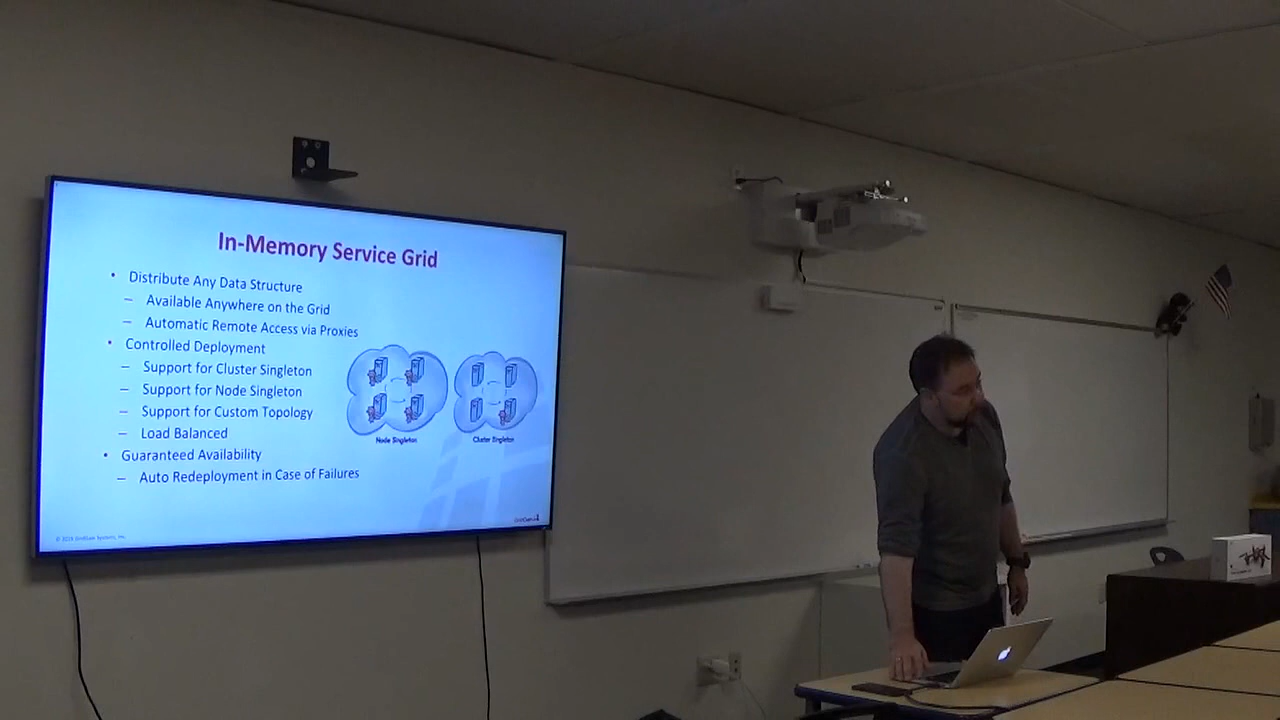 In-Memory Service Grid
• Distribute Any Data Structure
– Available Anywhere on the Grid
– Automatic Remote Access via Proxies
• Controlled Deployment
– Support for Cluster Singleton
– Support for Node Singleton
– Support for Custom Topology
– Load Balanced
• Guaranteed Availability
– Auto Redeployment in Case of Failures
Node Singleton
Cluster Singleton